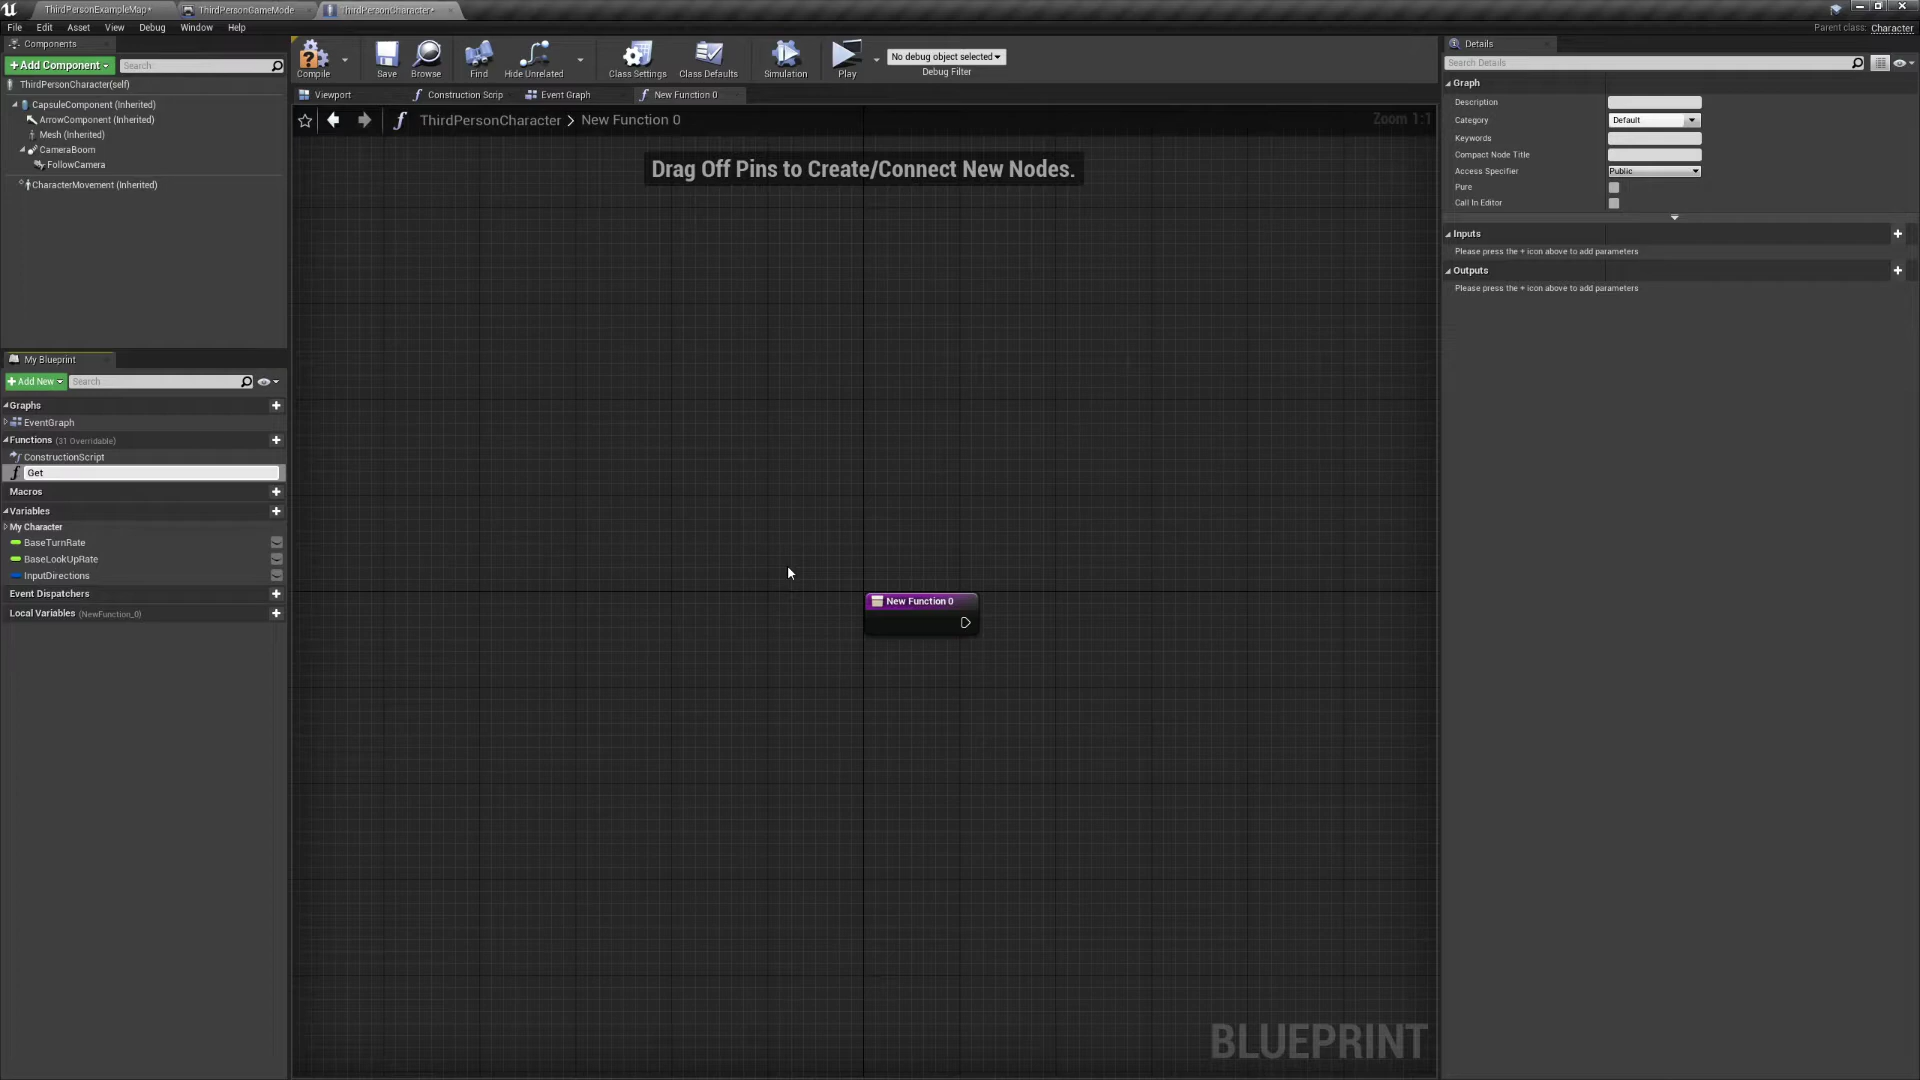 ThirdPersonExampleMap*
ThirdPersonGameMode
ThirdPersonCharacter*
File Edit Asset View Debug Window Help
Parent class: Character
Components
+Add Component
Search
ThirdPersonCharacter(self)
CapsuleComponent (Inherited)
ArrowComponent (Inherited)
Mesh (Inherited)
CameraBoom
FollowCamera
CharacterMovement (Inherited)
Compile
Save
Browse
Find
Hide Unrelated
Class Settings
Class Defaults
Simulation
Play
No debug object selected
Debug Filter
Viewport
Construction Scrip
Event Graph
New Function 0
ThirdPersonCharacter > New Function 0
Zoom 1:1
Drag Off Pins to Create/Connect New Nodes.
New Function 0
BLUEPRINT
My Blueprint
+Add New
Search
Graphs
EventGraph
Functions (31 Overridable)
ConstructionScript
Get
Macros
Variables
My Character
BaseTurnRate
BaseLookUpRate
InputDirections
Event Dispatchers
Local Variables (NewFunction_0)
Details
Search Details
Graph
Description
Category
Default
Keywords
Compact Node Title
Access Specifier
Public
Pure
Call In Editor
Inputs
Please press the + icon above to add parameters
Outputs
Please press the + icon above to add parameters